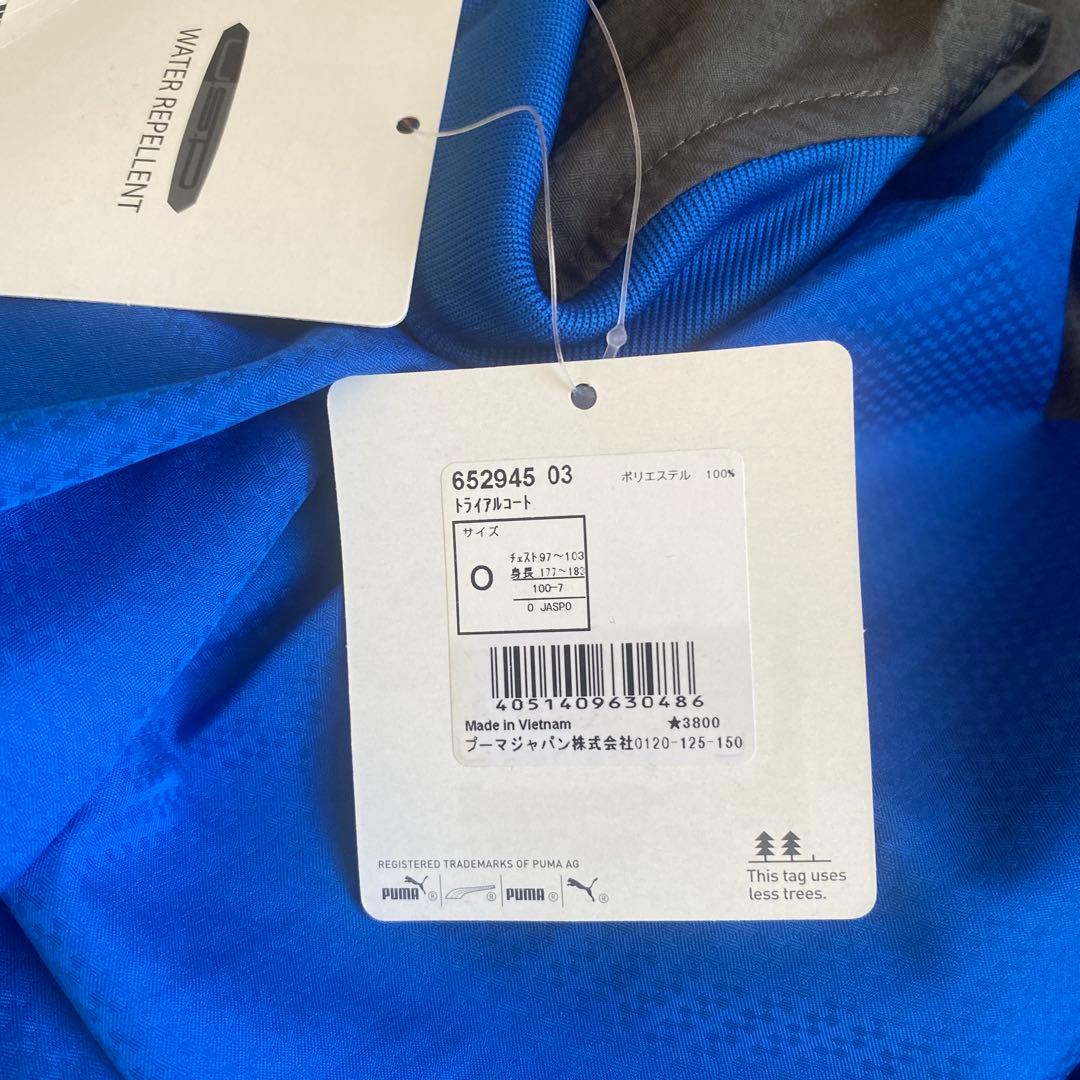 USP
WATER REPELLENT
652945 03
ポリエステル 100%
トライアルコート
サイズ
O
チェスト97～103
身長 177～183
100-7
O JASPO
4051409630486
Made in Vietnam
★3800
プーマジャパン株式会社0120-125-150
REGISTERED TRADEMARKS OF PUMA AG
PUMA ® ® PUMA ® ®
This tag uses
less trees.